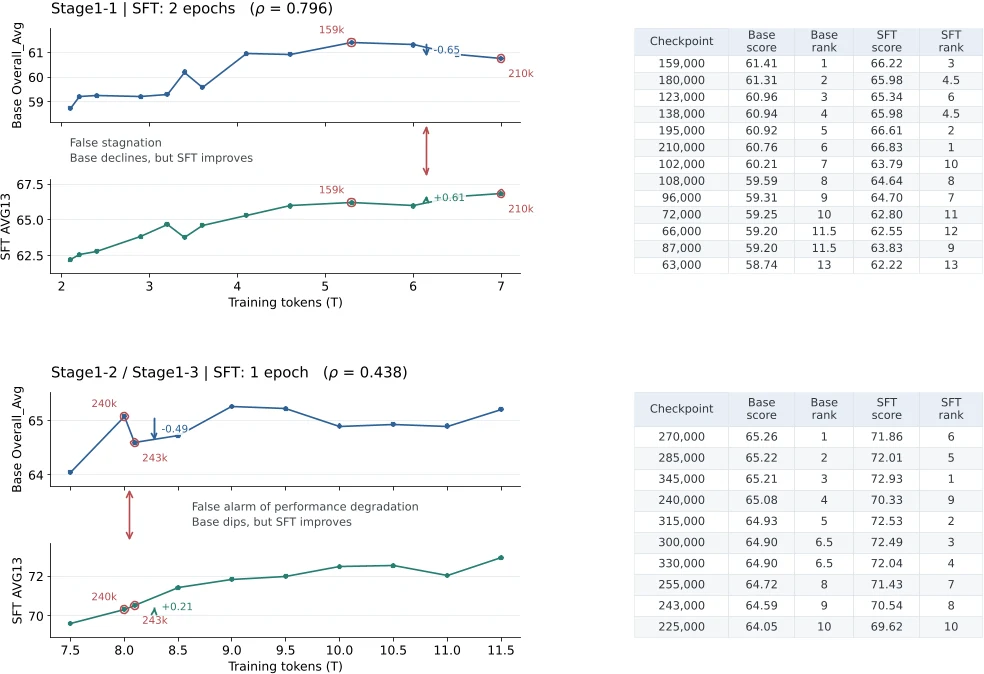 Stage1-1 | SFT: 2 epochs (ρ = 0.796)
Base Overall_Avg
61
60
59
159k
-0.65
210k
False stagnation
Base declines, but SFT improves
SFT AVG13
67.5
65.0
62.5
159k
+0.61
210k
2 3 4 5 6 7
Training tokens (T)
Checkpoint Base score Base rank SFT score SFT rank
159,000 61.41 1 66.22 3
180,000 61.31 2 65.98 4.5
123,000 60.96 3 65.34 6
138,000 60.94 4 65.98 4.5
195,000 60.92 5 66.61 2
210,000 60.76 6 66.83 1
102,000 60.21 7 63.79 10
108,000 59.59 8 64.64 8
96,000 59.31 9 64.70 7
72,000 59.25 10 62.80 11
66,000 59.20 11.5 62.55 12
87,000 59.20 11.5 63.83 9
63,000 58.74 13 62.22 13
Stage1-2 / Stage1-3 | SFT: 1 epoch (ρ = 0.438)
Base Overall_Avg
65
64
240k
-0.49
243k
False alarm of performance degradation
Base dips, but SFT improves
SFT AVG13
72
70
240k
+0.21
243k
7.5 8.0 8.5 9.0 9.5 10.0 10.5 11.0 11.5
Training tokens (T)
Checkpoint Base score Base rank SFT score SFT rank
270,000 65.26 1 71.86 6
285,000 65.22 2 72.01 5
345,000 65.21 3 72.93 1
240,000 65.08 4 70.33 9
315,000 64.93 5 72.53 2
300,000 64.90 6.5 72.49 3
330,000 64.90 6.5 72.04 4
255,000 64.72 8 71.43 7
243,000 64.59 9 70.54 8
225,000 64.05 10 69.62 10